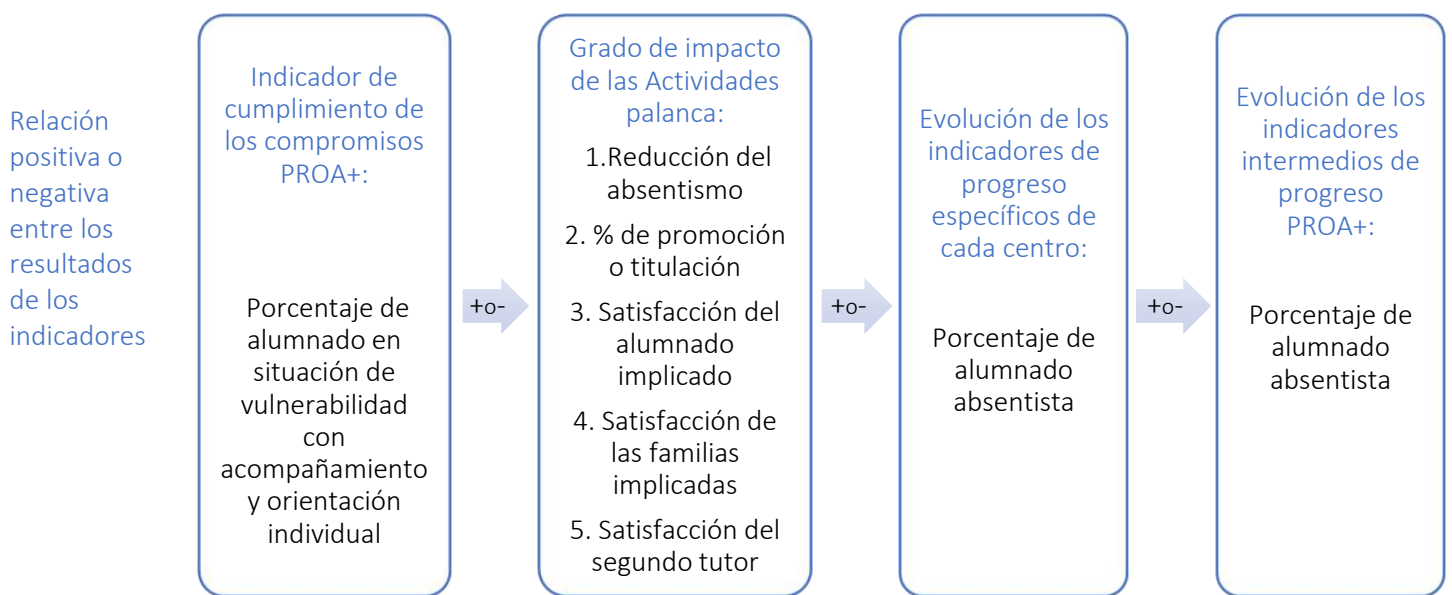 Relación
positiva o
negativa
entre los
resultados
de los
indicadores
Indicador de
cumplimiento de
los compromisos
PROA+:
Porcentaje de
alumnado en
situación de
vulnerabilidad
con
acompañamiento
y orientación
individual
+o-
Grado de impacto
de las Actividades
palanca:
1.Reducción del
absentismo
2. % de promoción
o titulación
3. Satisfacción del
alumnado
implicado
4. Satisfacción de
las familias
implicadas
5. Satisfacción del
segundo tutor
+o-
Evolución de los
indicadores de
progreso
específicos de
cada centro:
Porcentaje de
alumnado
absentista
+o-
Evolución de los
indicadores
intermedios de
progreso
PROA+:
Porcentaje de
alumnado
absentista